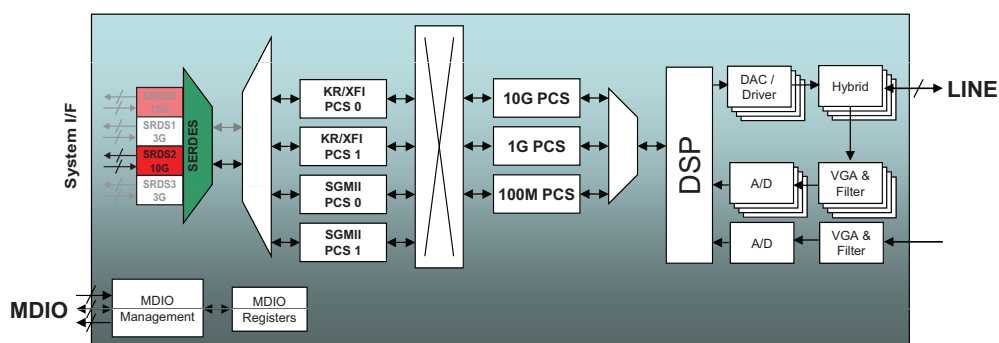 System I/F
SRDS0
10G
SRDS1
3G
SRDS2
10G
SRDS3
3G
SERDES
KR/XFI
PCS 0
KR/XFI
PCS 1
SGMII
PCS 0
SGMII
PCS 1
10G PCS
1G PCS
100M PCS
DSP
DAC /
Driver
Hybrid
LINE
A/D
VGA &
Filter
A/D
VGA &
Filter
MDIO
MDIO
Management
MDIO
Registers